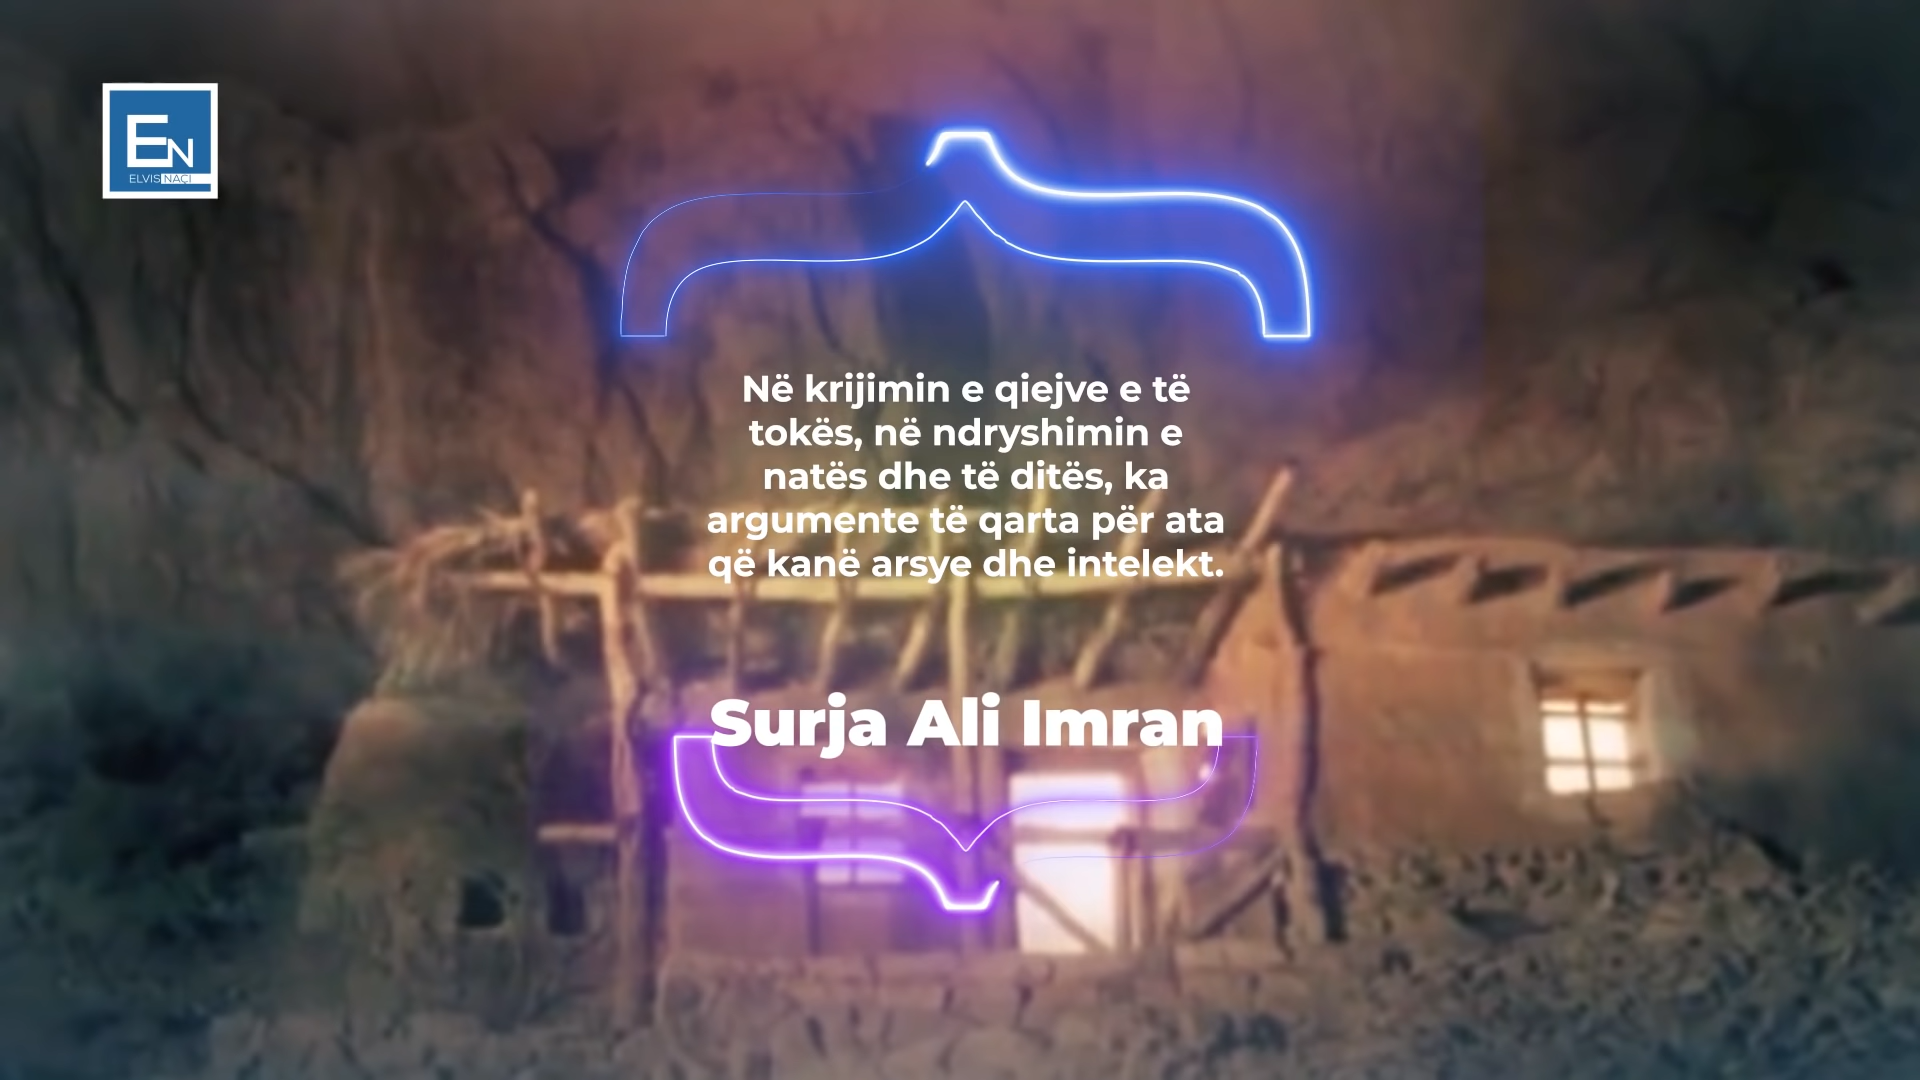 EN
ELVIS NAÇI
Në krijimin e qiejve e të
tokës, në ndryshimin e
natës dhe të ditës, ka
argumente të qarta për ata
që kanë arsye dhe intelekt.
Surja Ali Imran